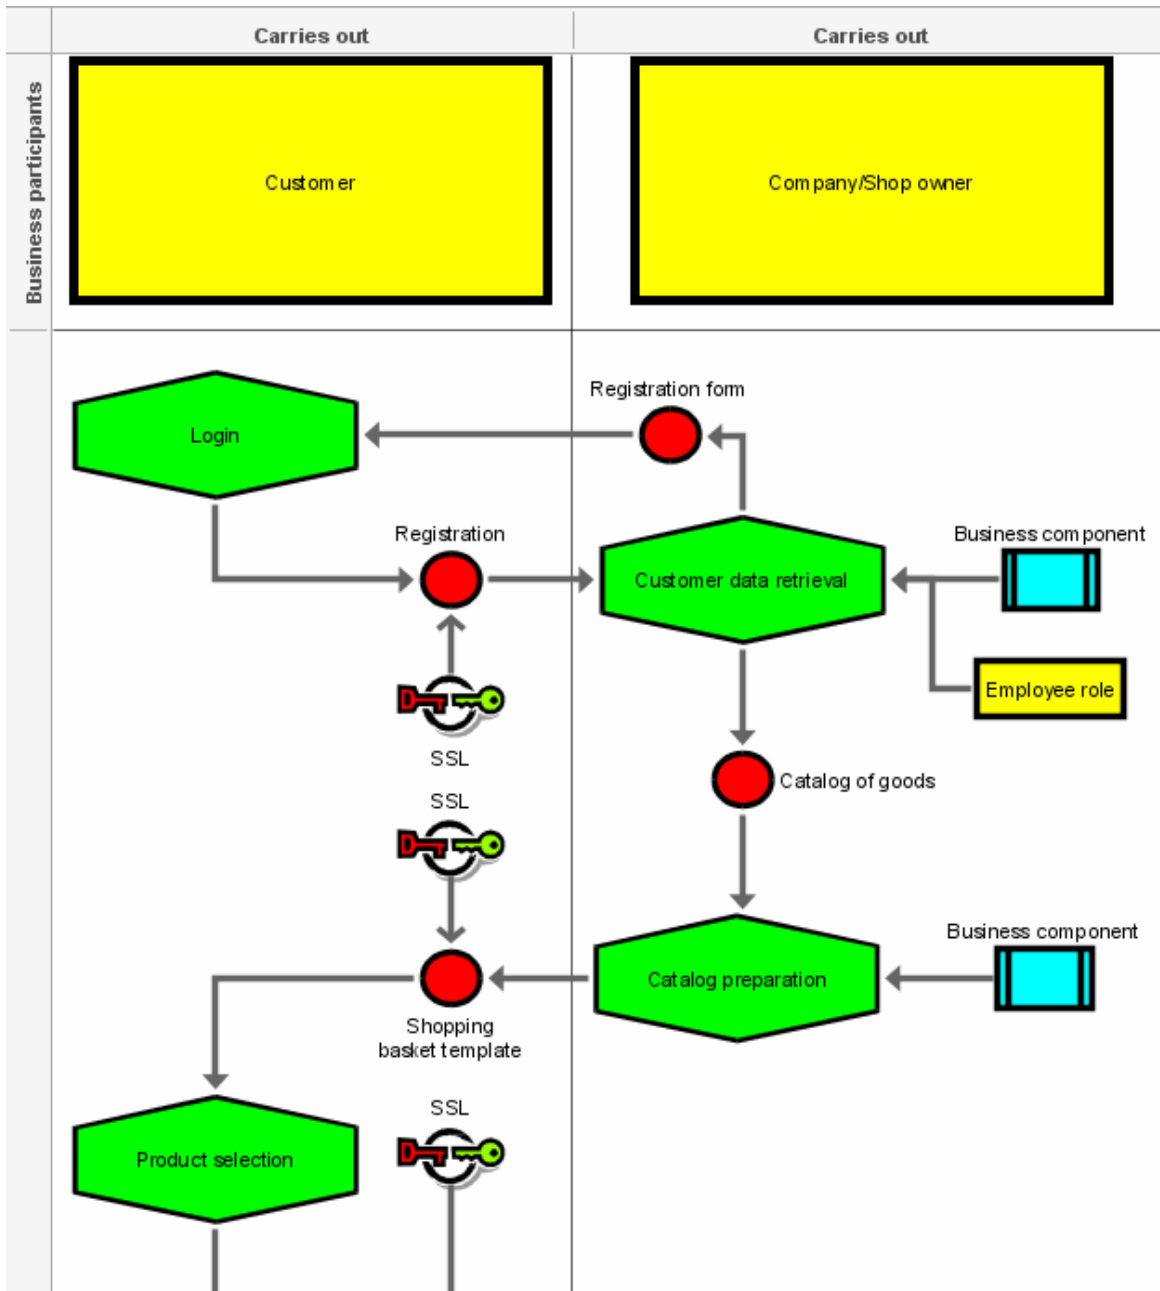 Carries out
Carries out
Business participants
Customer
Company/Shop owner
Registration form
Login
Registration
Business component
Customer data retrieval
Employee role
SSL
Catalog of goods
SSL
Business component
Catalog preparation
Shopping
basket template
SSL
Product selection